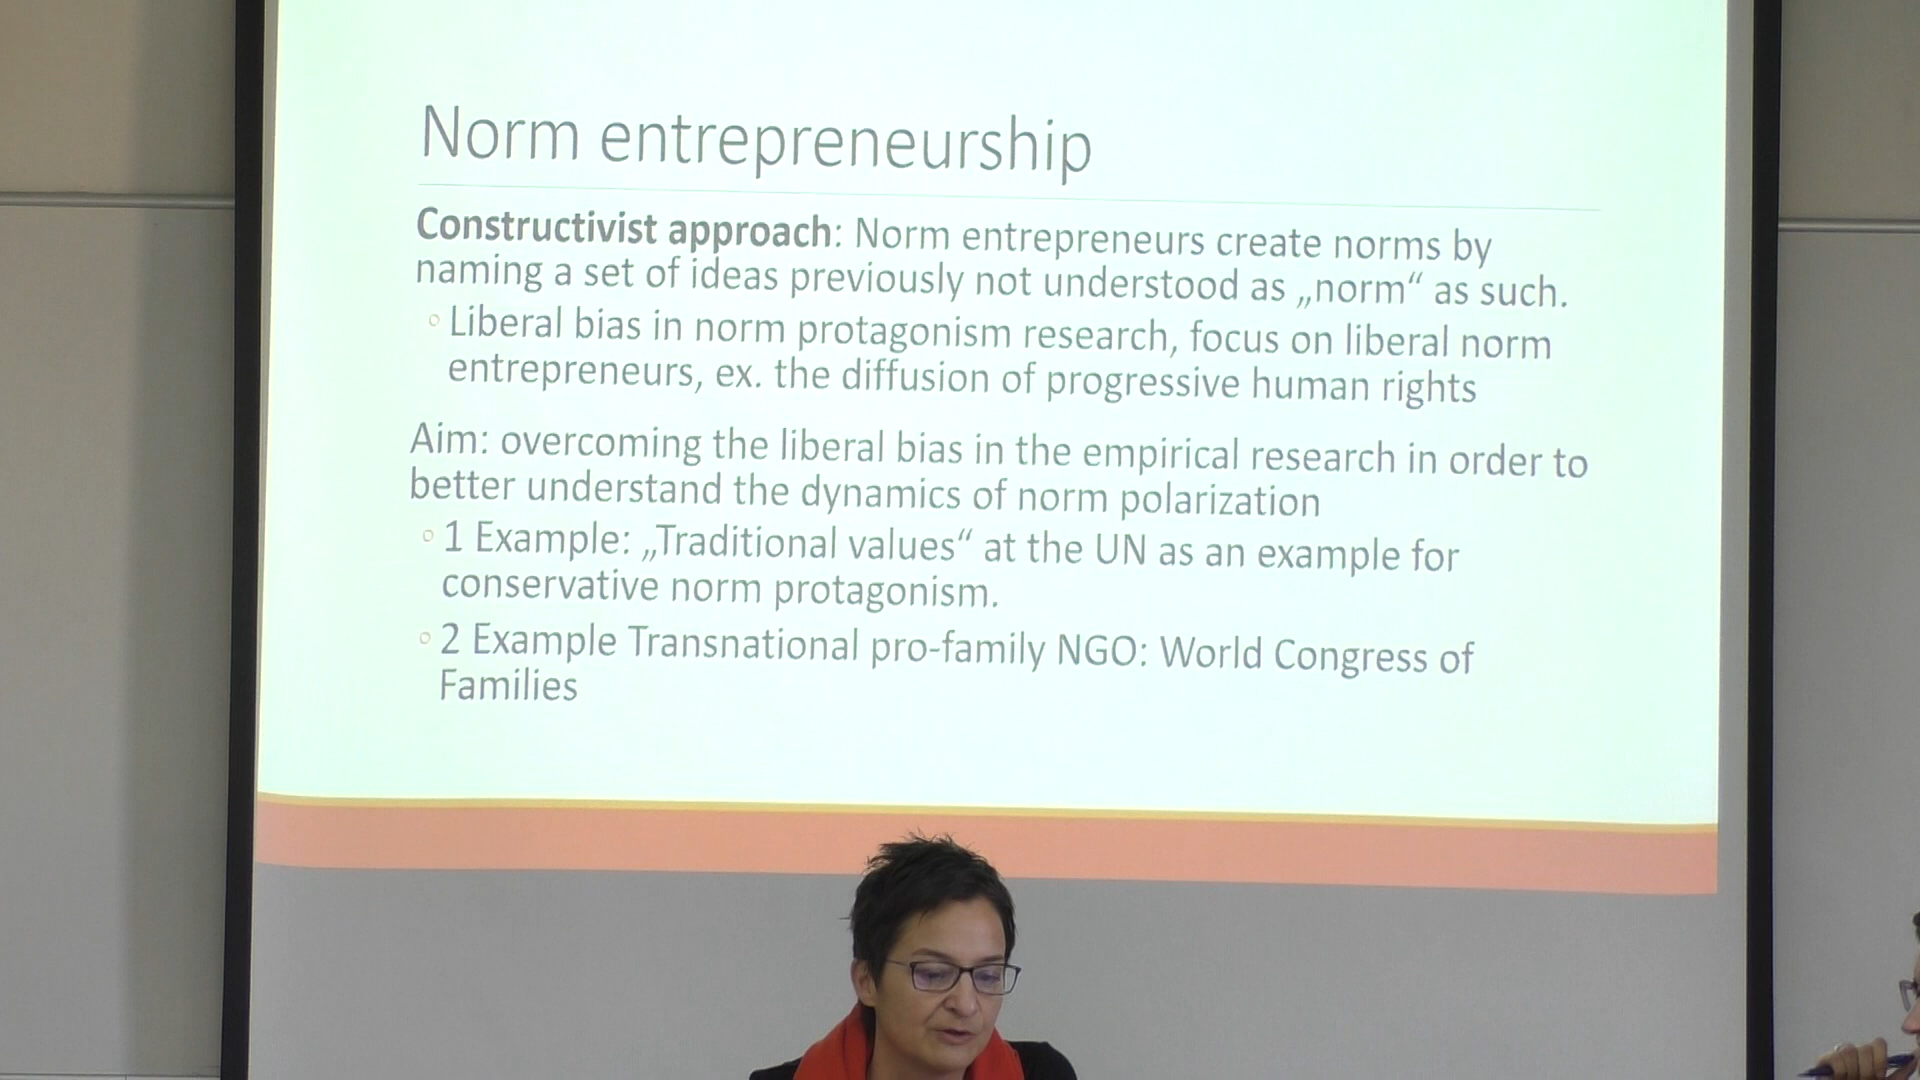 Norm entrepreneurship
Constructivist approach: Norm entrepreneurs create norms by
naming a set of ideas previously not understood as „norm“ as such.
Liberal bias in norm protagonism research, focus on liberal norm
entrepreneurs, ex. the diffusion of progressive human rights
Aim: overcoming the liberal bias in the empirical research in order to
better understand the dynamics of norm polarization
1 Example: „Traditional values“ at the UN as an example for
conservative norm protagonism.
2 Example Transnational pro-family NGO: World Congress of
Families